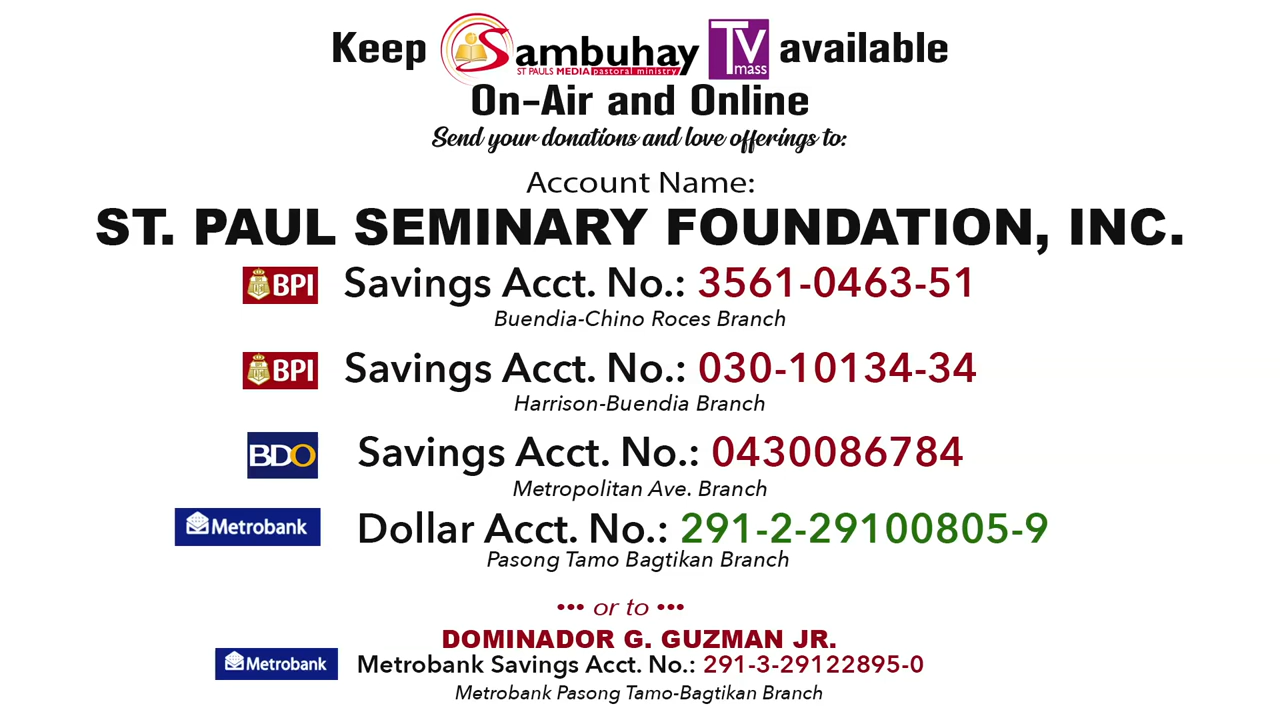 Keep Sambuhay TV mass available
ST PAULS MEDIA pastoral ministry
On-Air and Online
Send your donations and love offerings to:
Account Name:
ST. PAUL SEMINARY FOUNDATION, INC.
BPI Savings Acct. No.: 3561-0463-51
Buendia-Chino Roces Branch
BPI Savings Acct. No.: 030-10134-34
Harrison-Buendia Branch
BDO Savings Acct. No.: 0430086784
Metropolitan Ave. Branch
Metrobank Dollar Acct. No.: 291-2-29100805-9
Pasong Tamo Bagtikan Branch
••• or to •••
DOMINADOR G. GUZMAN JR.
Metrobank Metrobank Savings Acct. No.: 291-3-29122895-0
Metrobank Pasong Tamo-Bagtikan Branch